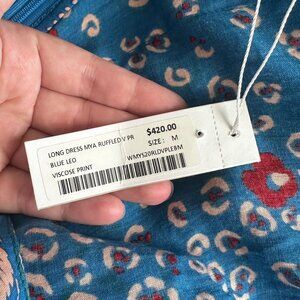 LONG DRESS MYA RUFFLED V PR $420.00
BLUE LEO SIZE: M
VISCOSE PRINT WMYS20RLDVPLEBM